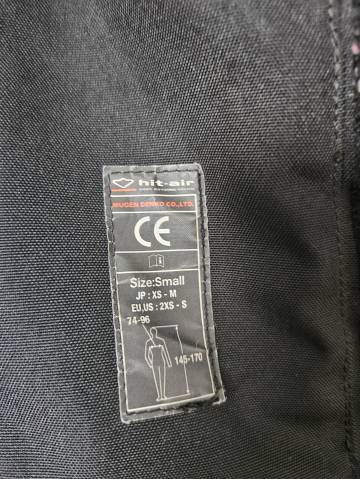 hit-air
MUGEN DENKO CO.,LTD.
CE
i
Size:Small
JP : XS - M
EU,US : 2XS - S
74-96
145-170